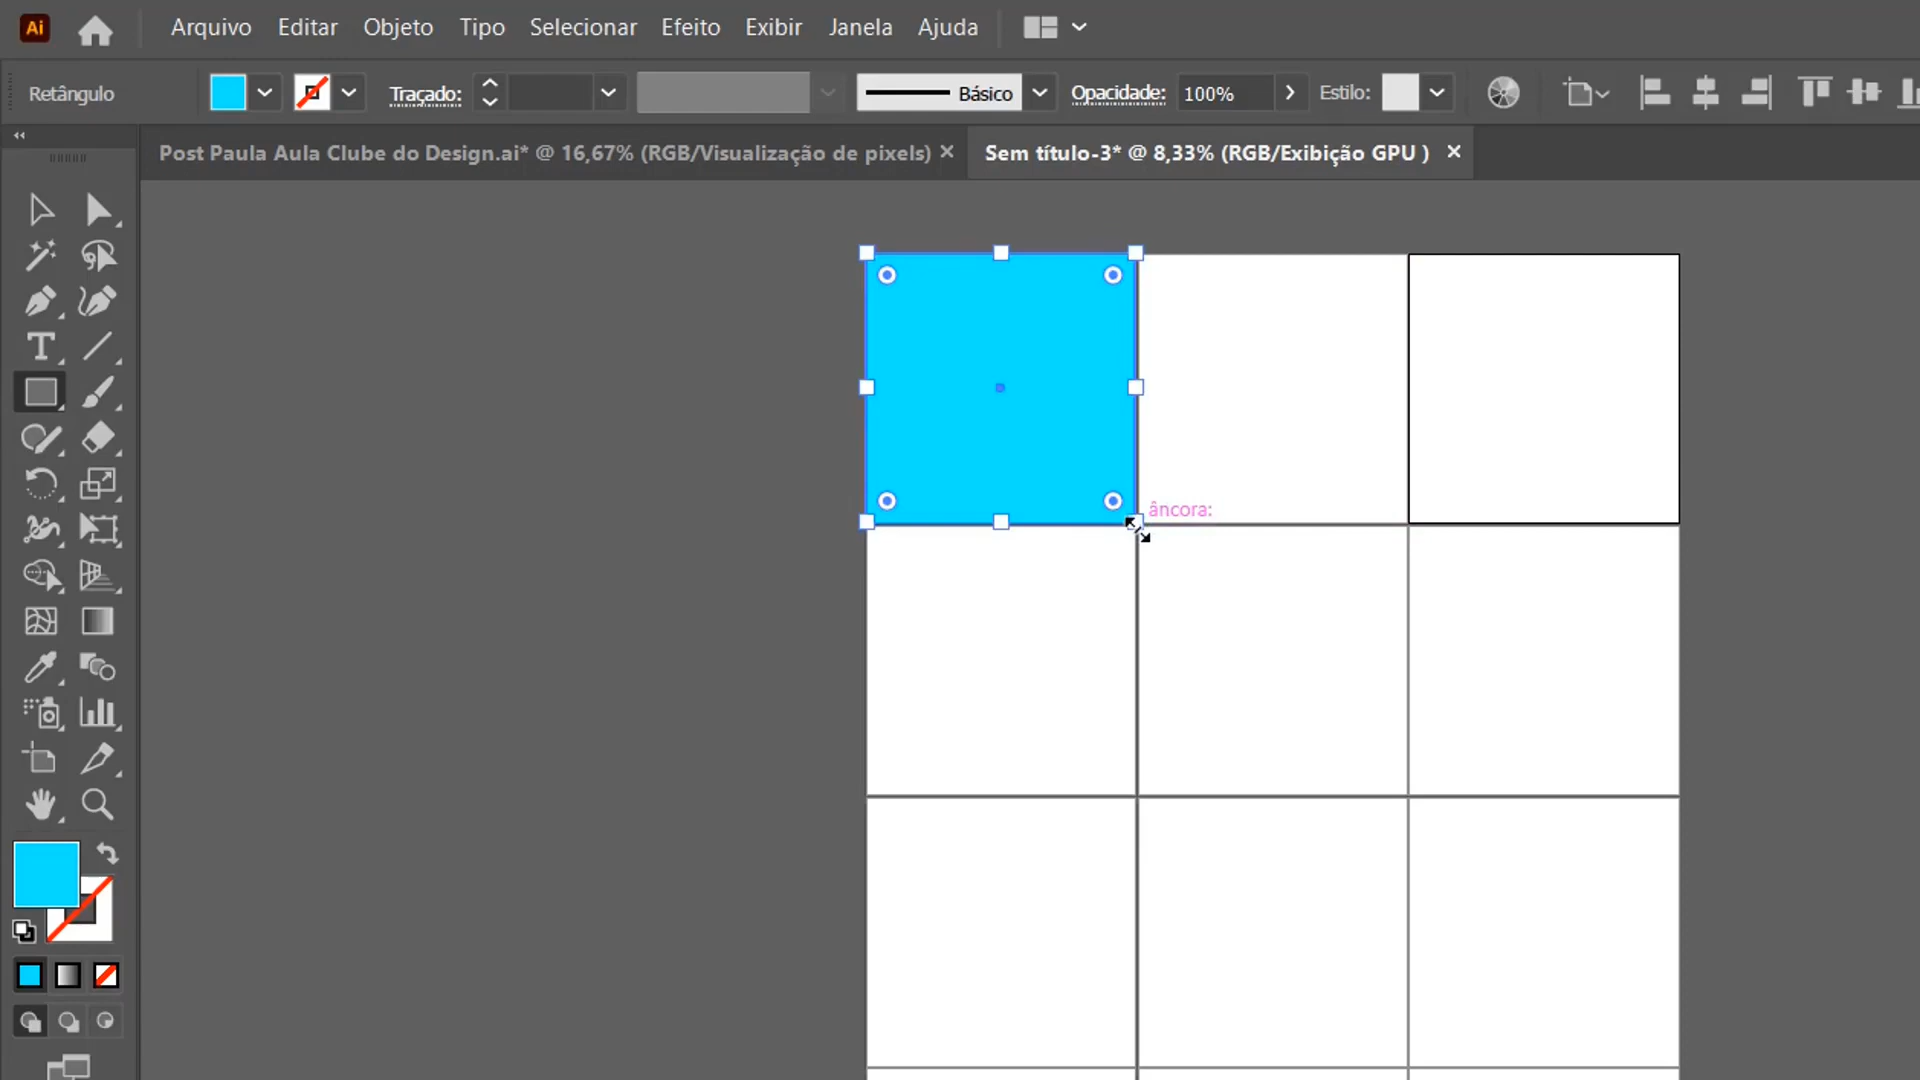 Ai Arquivo Editar Objeto Tipo Selecionar Efeito Exibir Janela Ajuda
Retângulo Traçado: Básico Opacidade: 100% Estilo:
Post Paula Aula Clube do Design.ai* @ 16,67% (RGB/Visualização de pixels) × Sem título-3* @ 8,33% (RGB/Exibição GPU ) ×
âncora: